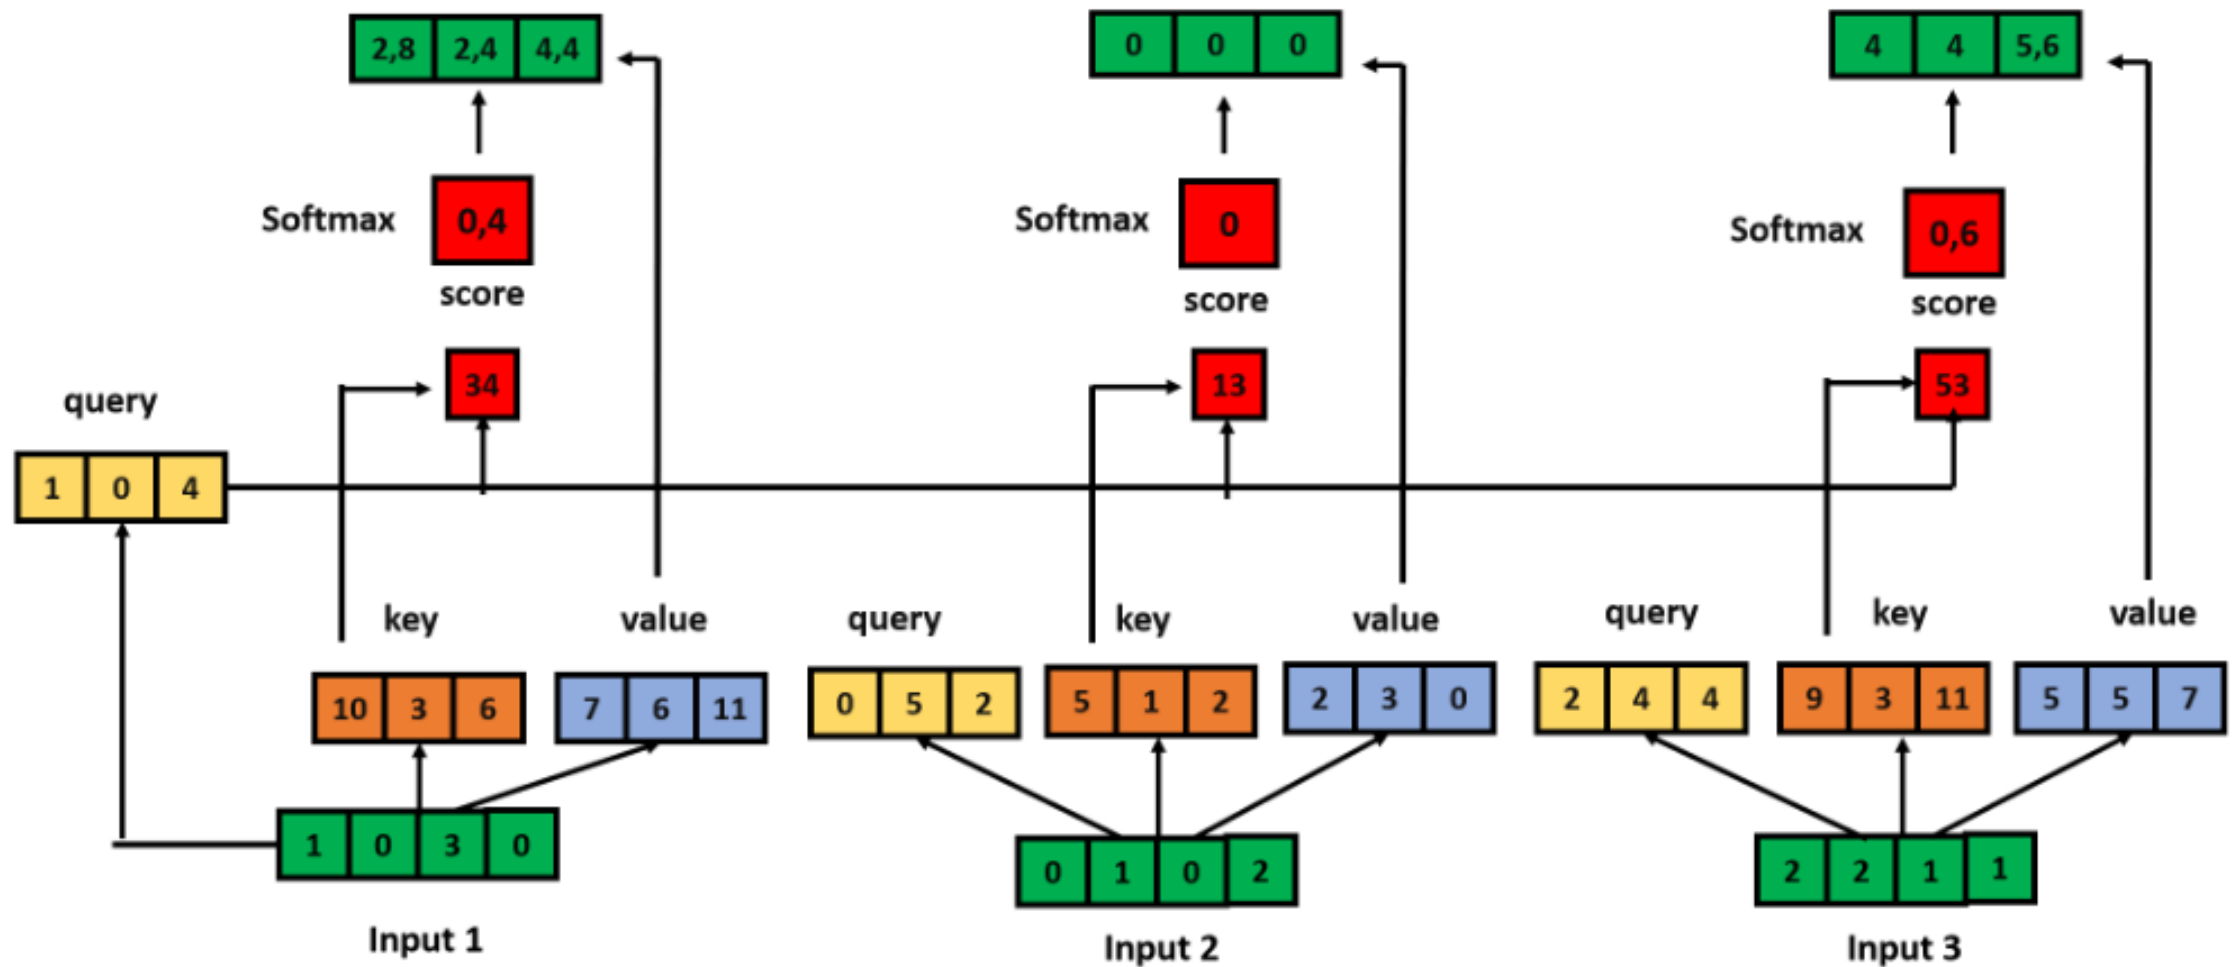 2,8 2,4 4,4
0 0 0
4 4 5,6
Softmax 0,4
Softmax 0
Softmax 0,6
score
score
score
34
13
53
query
1 0 4
key
value
query
key
value
query
key
value
10 3 6
7 6 11
0 5 2
5 1 2
2 3 0
2 4 4
9 3 11
5 5 7
1 0 3 0
0 1 0 2
2 2 1 1
Input 1
Input 2
Input 3